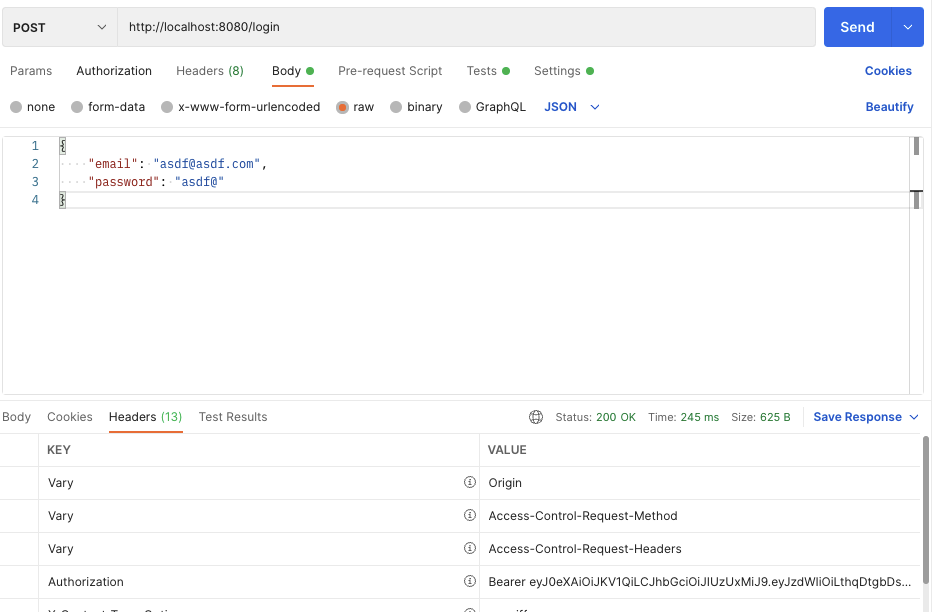 POST http://localhost:8080/login Send
Params Authorization Headers (8) Body Pre-request Script Tests Settings Cookies
none form-data x-www-form-urlencoded raw binary GraphQL JSON Beautify
1 {
2 "email": "asdf@asdf.com",
3 "password": "asdf@"
4 }
Body Cookies Headers (13) Test Results Status: 200 OK Time: 245 ms Size: 625 B Save Response
KEY VALUE
Vary Origin
Vary Access-Control-Request-Method
Vary Access-Control-Request-Headers
Authorization Bearer eyJ0eXAiOiJKV1QiLCJhbGciOiJIUzUxMiJ9.eyJzdWIiOiLthqDtgbDs...